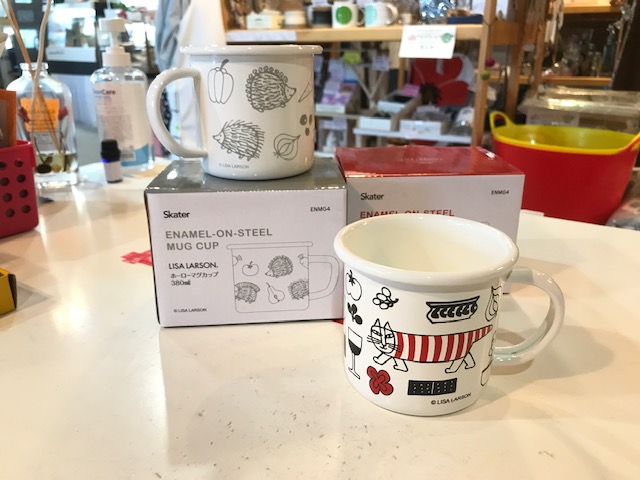 © LISA LARSON
Skater
ENMG4
ENAMEL-ON-STEEL
MUG CUP
LISA LARSON.
ホーローマグカップ
380㎖
© LISA LARSON
Skater
ENMG4
ENAMEL-ON-STEEL
© LISA LARSON